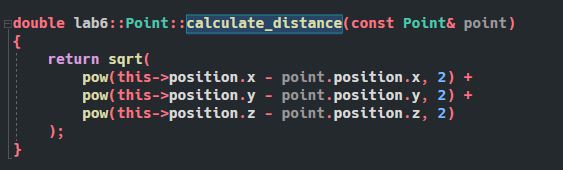 double lab6::Point::calculate_distance(const Point& point)
{
    return sqrt(
        pow(this->position.x - point.position.x, 2) +
        pow(this->position.y - point.position.y, 2) +
        pow(this->position.z - point.position.z, 2)
    );
}